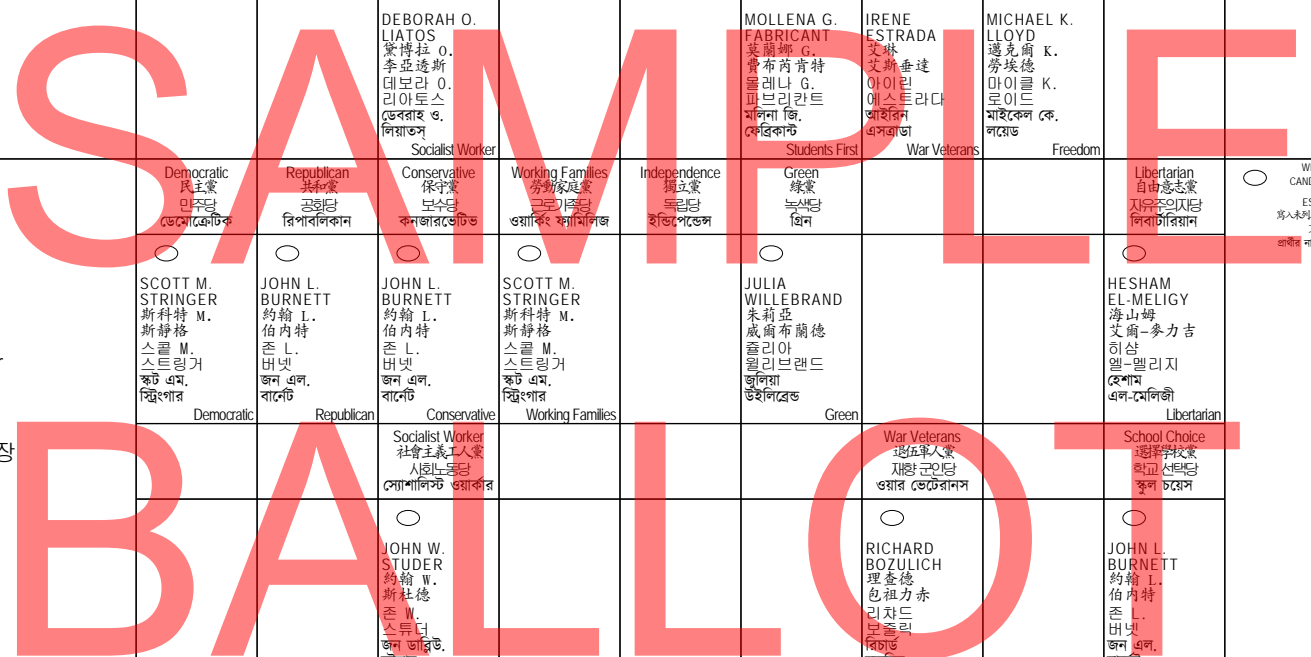 DEBORAH O.
LIATOS
黛博拉 O.
李亞透斯
데보라 O.
리아토스
ডেবরাহ ও.
লিয়াতস্
Socialist Worker
MOLLENA G.
FABRICANT
莫蘭娜 G.
費布芮肯特
몰레나 G.
파브리칸트
মলিনা জি.
ফেব্রিকান্ট
Students First
IRENE
ESTRADA
艾琳
艾斯垂達
아이린
에스트라다
আইরিন
এসত্রাডা
War Veterans
MICHAEL K.
LLOYD
邁克爾 K.
勞埃德
마이클 K.
로이드
মাইকেল কে.
লয়েড
Freedom
Democratic
民主黨
민주당
ডেমোক্রেটিক
Republican
共和黨
공화당
রিপাবলিকান
Conservative
保守黨
보수당
কনজারভেটিভ
Working Families
勞動家庭黨
근로가족당
ওয়ার্কিং ফ্যামিলিজ
Independence
獨立黨
독립당
ইন্ডিপেন্ডেন্স
Green
綠黨
녹색당
গ্রিন
Libertarian
自由意志黨
자유주의자당
লিবার্টারিয়ান
SCOTT M.
STRINGER
斯科特 M.
斯靜格
스콭 M.
스트링거
স্কট এম.
স্ট্রিংগার
Democratic
JOHN L.
BURNETT
約翰 L.
伯內特
존 L.
버넷
জন এল.
বার্নেট
Republican
JOHN L.
BURNETT
約翰 L.
伯內特
존 L.
버넷
জন এল.
বার্নেট
Conservative
SCOTT M.
STRINGER
斯科特 M.
斯靜格
스콭 M.
스트링거
স্কট এম.
স্ট্রিংগার
Working Families
JULIA
WILLEBRAND
朱莉亞
威爾布蘭德
쥴리아
윌리브랜드
জুলিয়া
উইলিব্রেন্ড
Green
HESHAM
EL-MELIGY
海山姆
艾爾–麥力吉
히샴
엘-멜리지
হেশাম
এল-মেলিজী
Libertarian
장
Socialist Worker
社會主義工人黨
사회노동당
স্যোশালিস্ট ওয়ার্কার
War Veterans
退伍軍人黨
재향 군인당
ওয়ার ভেটেরানস
School Choice
選擇學校黨
학교 선택당
স্কুল চয়েস
JOHN W.
STUDER
約翰 W.
斯杜德
존 W.
스튜더
জন ডাব্লিউ.
RICHARD
BOZULICH
理查德
包祖力赤
리챠드
보줄릭
রিচার্ড
JOHN L.
BURNETT
約翰 L.
伯內特
존 L.
버넷
জন এল.
SAMPLE
BALLOT